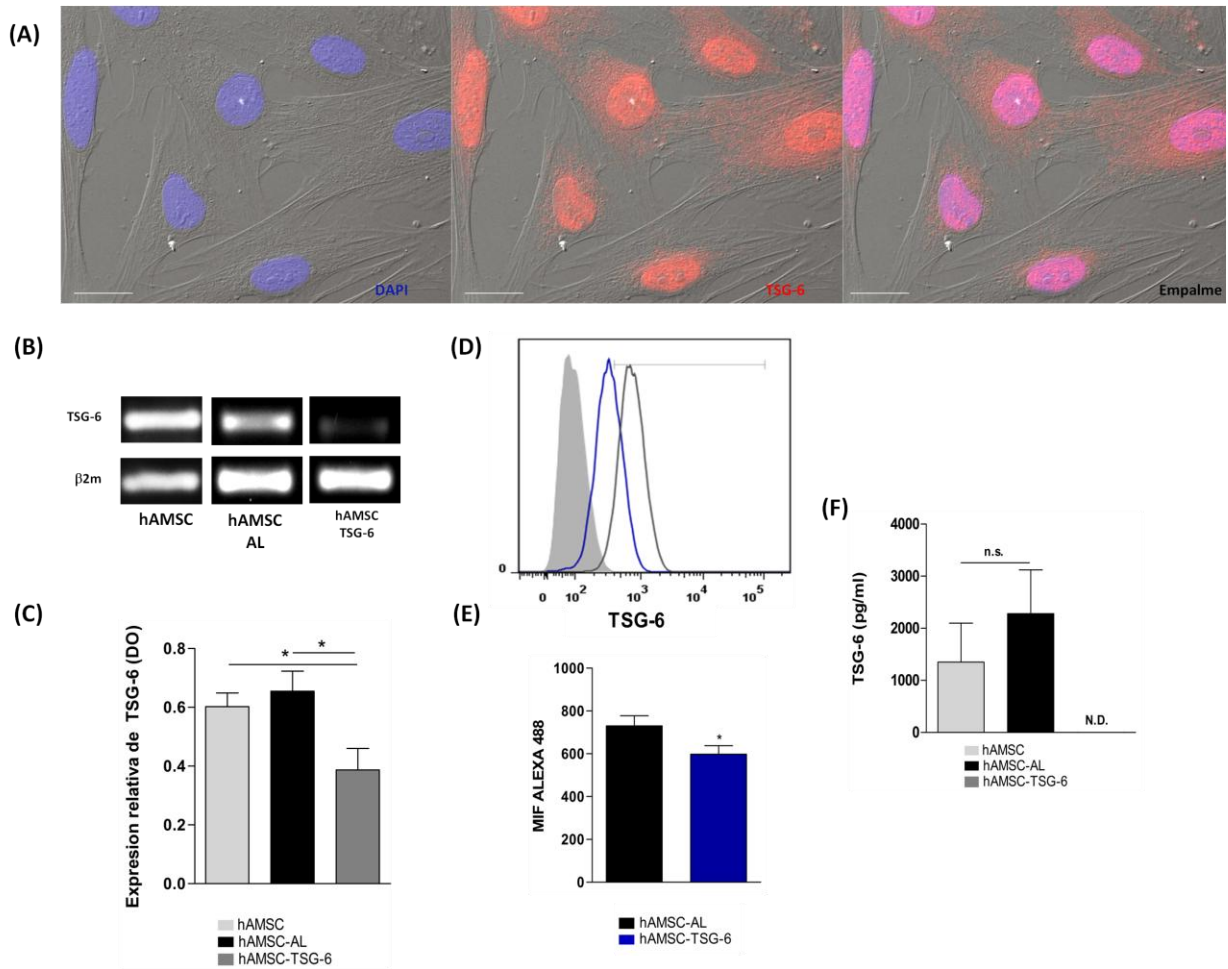 (A)
DAPI
TSG-6
Empalme
(B)
TSG-6
β2m
hAMSC
hAMSC
AL
hAMSC
TSG-6
(C)
Expresion relativa de TSG-6 (DO)
0.8
0.6
0.4
0.2
0.0
*
*
hAMSC
hAMSC-AL
hAMSC-TSG-6
(D)
0
0 10² 10³ 10⁴ 10⁵
TSG-6
(E)
MIF ALEXA 488
1000
800
600
400
200
0
*
hAMSC-AL
hAMSC-TSG-6
(F)
TSG-6 (pg/ml)
4000
3000
2000
1000
0
n.s.
N.D.
hAMSC
hAMSC-AL
hAMSC-TSG-6